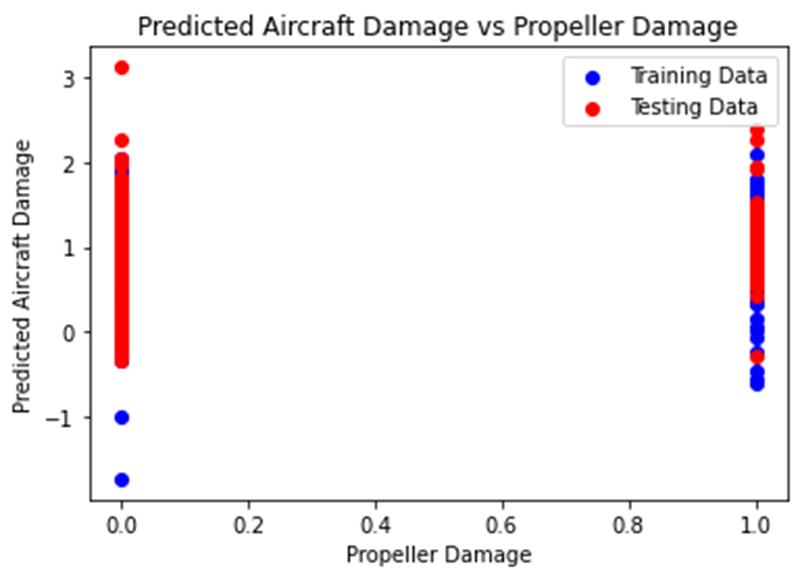 Predicted Aircraft Damage vs Propeller Damage
Training Data
Testing Data
Predicted Aircraft Damage
3
2
1
0
−1
0.0 0.2 0.4 0.6 0.8 1.0
Propeller Damage